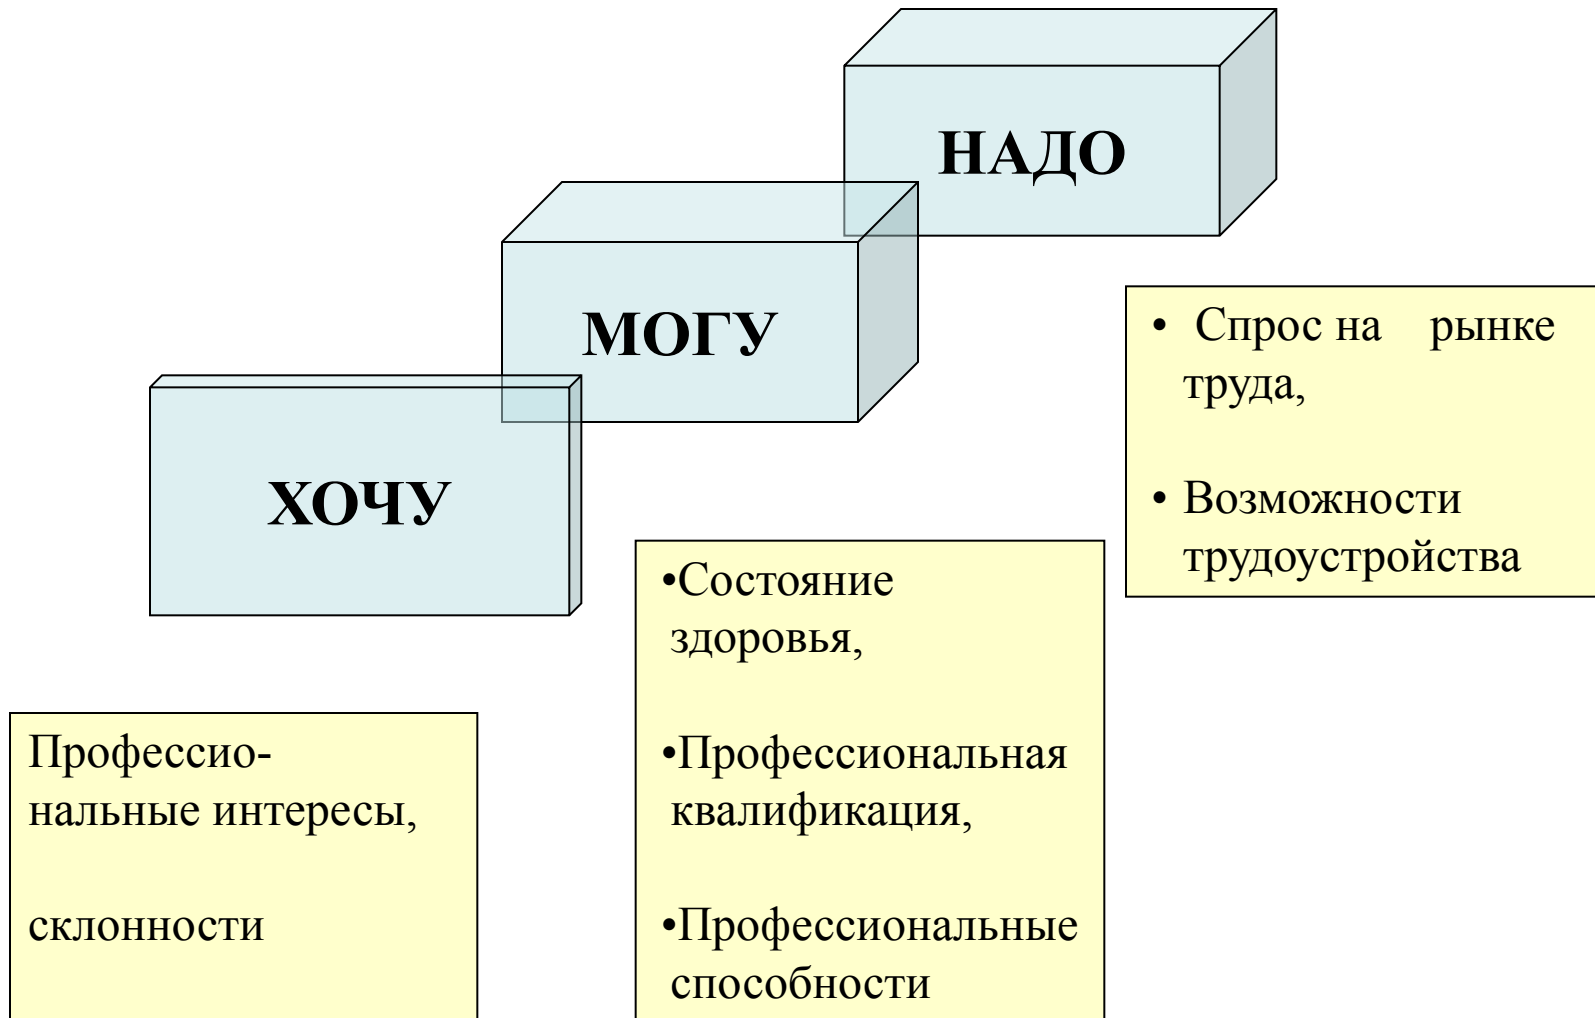 НАДО
МОГУ
ХОЧУ
• Спрос на рынке
труда,
• Возможности
трудоустройства
•Состояние
здоровья,
•Профессиональная
квалификация,
•Профессиональные
способности
Профессио-
нальные интересы,
склонности